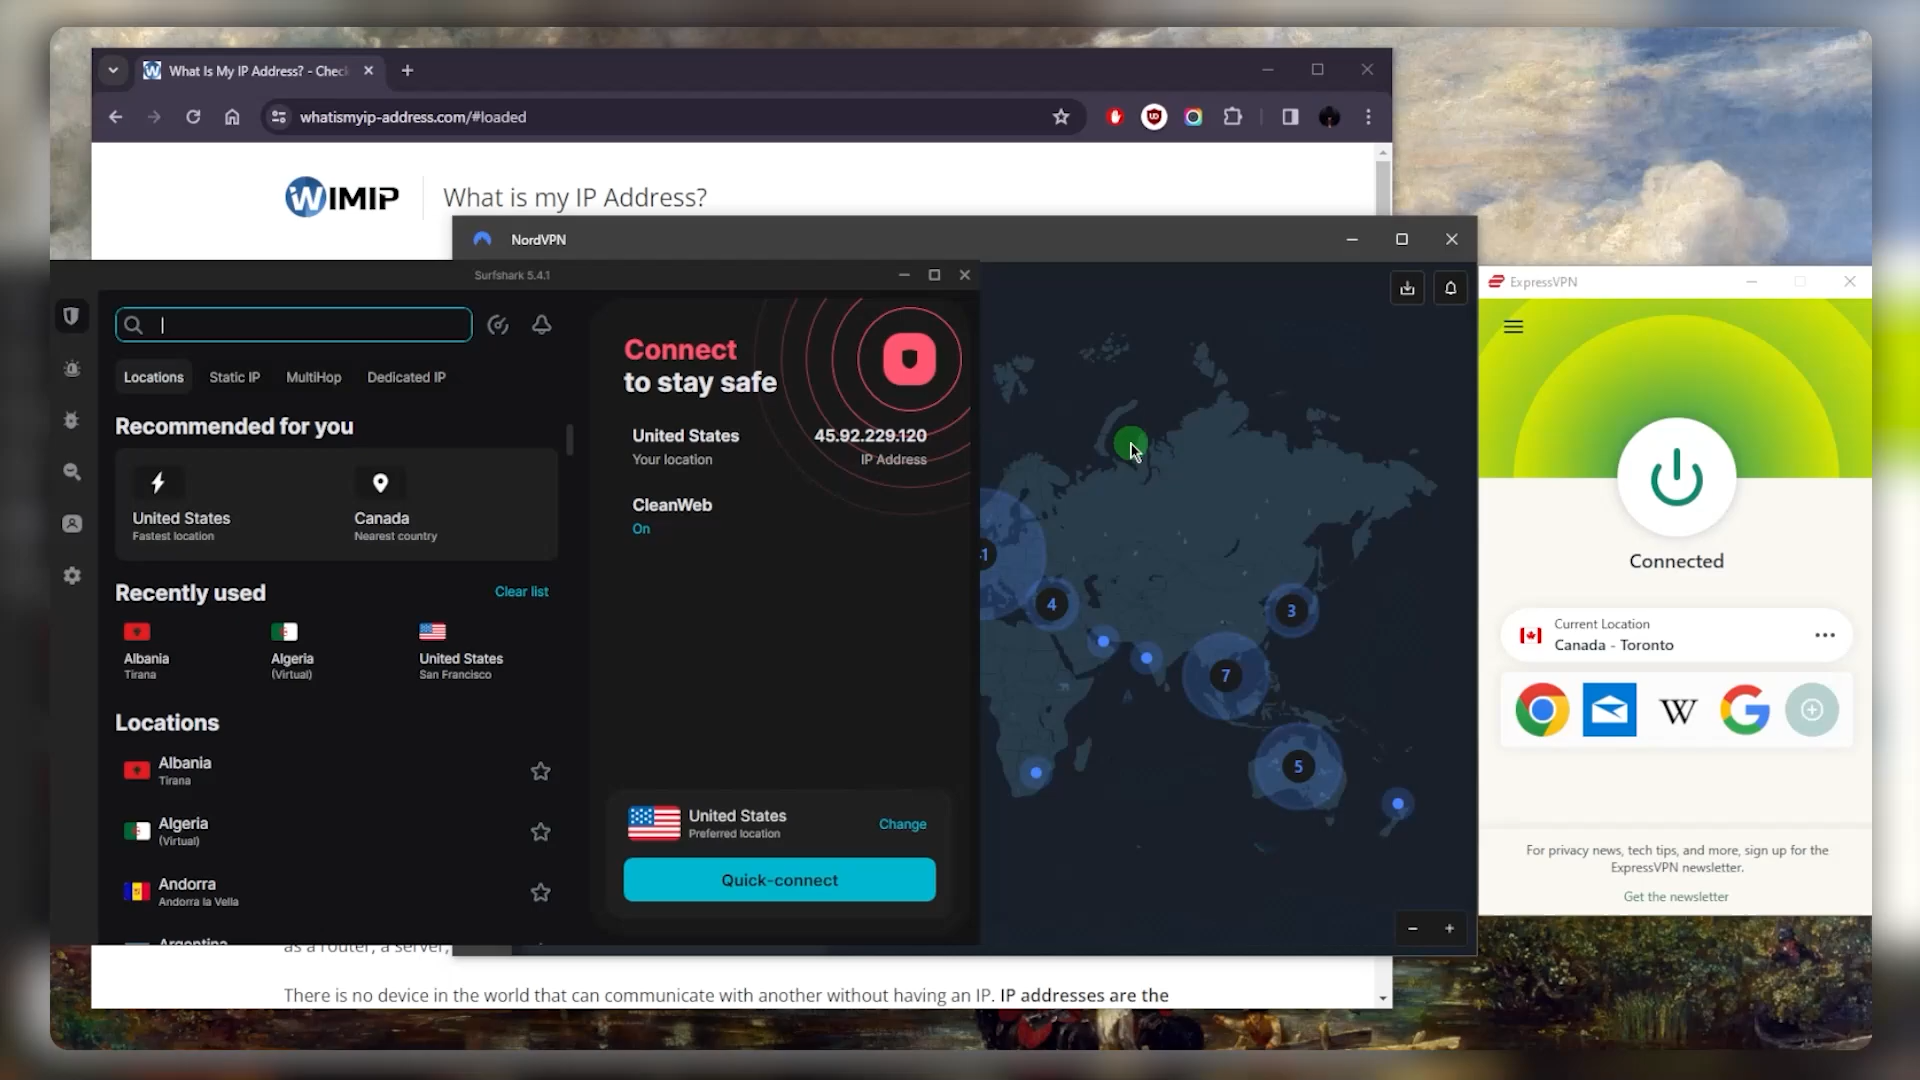 What Is My IP Address? - Chec
whatismyip-address.com/#loaded
WIMIP
What is my IP Address?
NordVPN
Surfshark 5.4.1
Locations
Static IP
MultiHop
Dedicated IP
Recommended for you
United States
Fastest location
Canada
Nearest country
Recently used
Clear list
Albania
Tirana
Algeria
(Virtual)
United States
San Francisco
Locations
Albania
Tirana
Algeria
(Virtual)
Andorra
Andorra la Vella
Argentina
Connect
to stay safe
United States
Your location
45.92.229.120
IP Address
CleanWeb
On
United States
Preferred location
Change
Quick-connect
1
4
3
7
5
ExpressVPN
Connected
Current Location
Canada - Toronto
W
G
For privacy news, tech tips, and more, sign up for the
ExpressVPN newsletter.
Get the newsletter
as a router, a server,
There is no device in the world that can communicate with another without having an IP. IP addresses are the